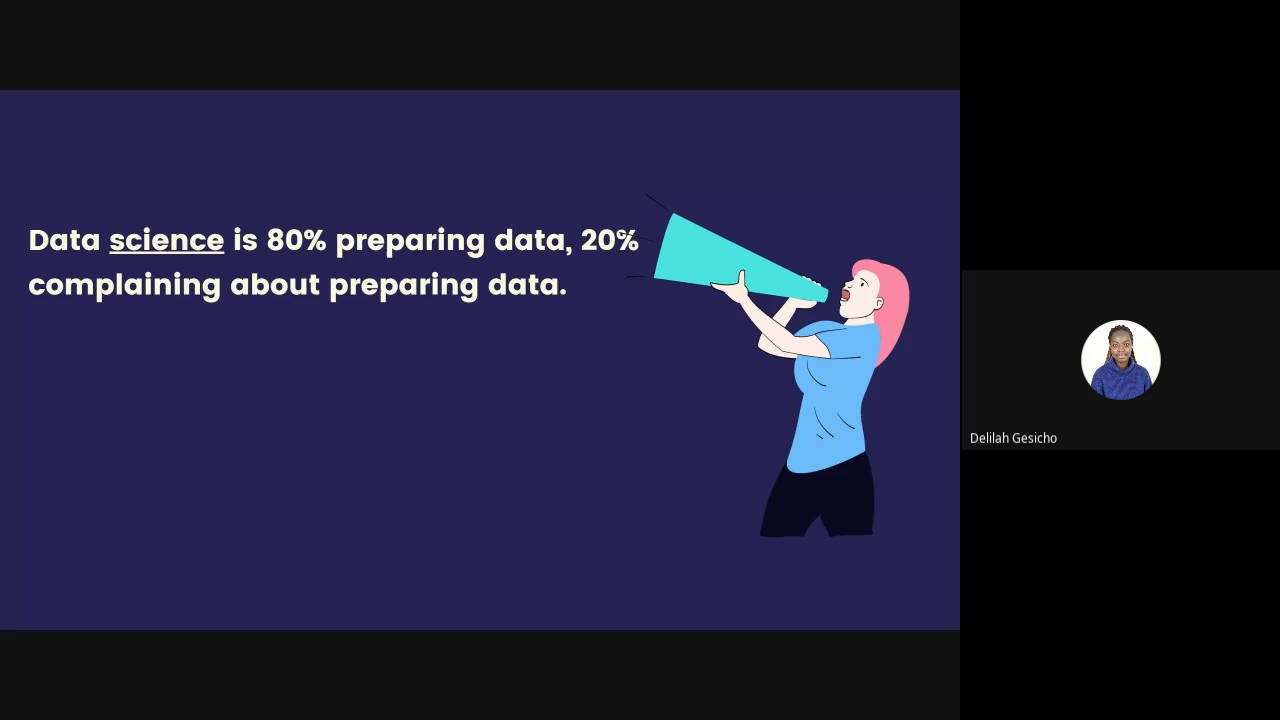 Data science is 80% preparing data, 20%
complaining about preparing data.
Delilah Gesicho